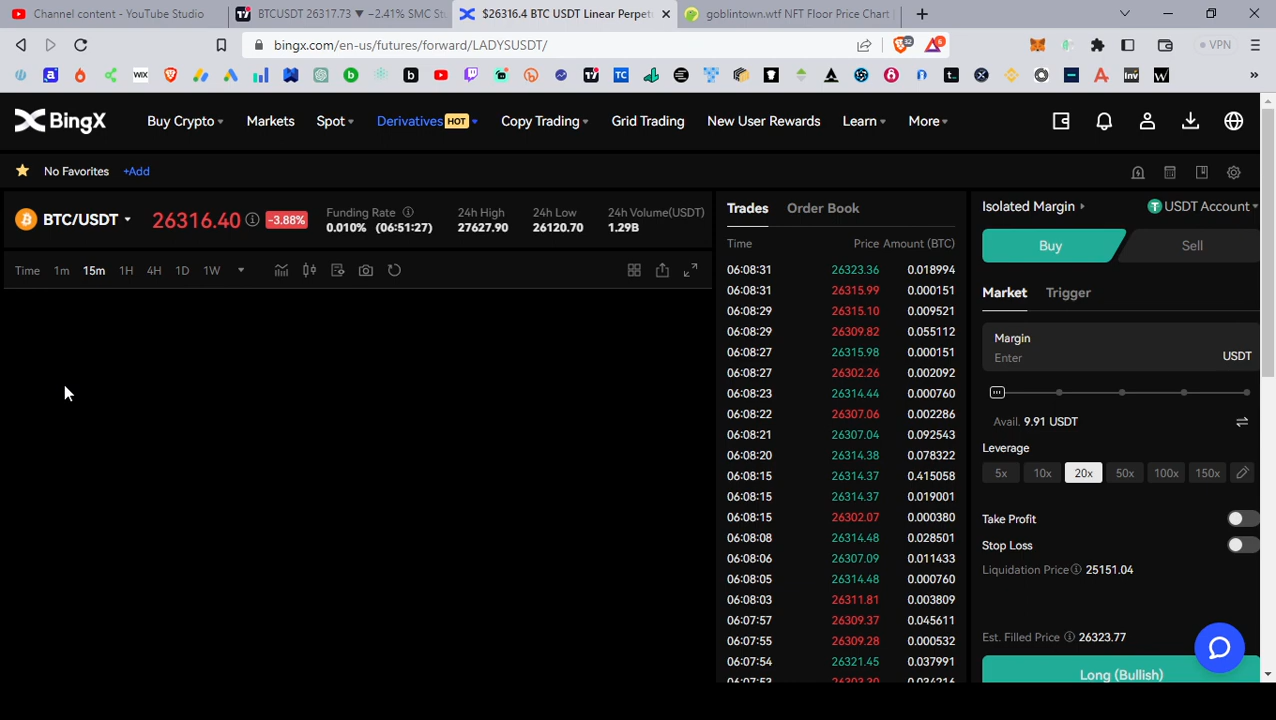 Channel content - YouTube Studio
BTCUSDT 26317.73 ▼ −2.41% SMC St
$26316.4 BTC USDT Linear Perpet
goblintown.wtf NFT Floor Price Chart
bingx.com/en-us/futures/forward/LADYSUSDT/
32
6
VPN
BingX
Buy Crypto
Markets
Spot
Derivatives HOT
Copy Trading
Grid Trading
New User Rewards
Learn
More
No Favorites +Add
BTC/USDT
26316.40
-3.88%
Funding Rate
0.010% (06:51:27)
24h High
27627.90
24h Low
26120.70
24h Volume(USDT)
1.29B
Time 1m 15m 1H 4H 1D 1W
Trades Order Book
Time Price Amount (BTC)
06:08:31 26323.36 0.018994
06:08:31 26315.99 0.000151
06:08:29 26315.10 0.009521
06:08:29 26309.82 0.055112
06:08:27 26315.98 0.000151
06:08:27 26302.26 0.002092
06:08:23 26314.44 0.000760
06:08:22 26307.06 0.002286
06:08:21 26307.04 0.092543
06:08:20 26314.38 0.078322
06:08:15 26314.37 0.415058
06:08:15 26314.37 0.019001
06:08:15 26302.07 0.000380
06:08:08 26314.48 0.028501
06:08:06 26307.09 0.011433
06:08:05 26314.48 0.000760
06:08:03 26311.81 0.003809
06:07:57 26309.37 0.045611
06:07:55 26309.28 0.000532
06:07:54 26321.45 0.037991
06:07:53 26303.30 0.034216
Isolated Margin
USDT Account
Buy Sell
Market Trigger
Margin
Enter USDT
Avail. 9.91 USDT
Leverage
5x 10x 20x 50x 100x 150x
Take Profit
Stop Loss
Liquidation Price 25151.04
Est. Filled Price 26323.77
Long (Bullish)